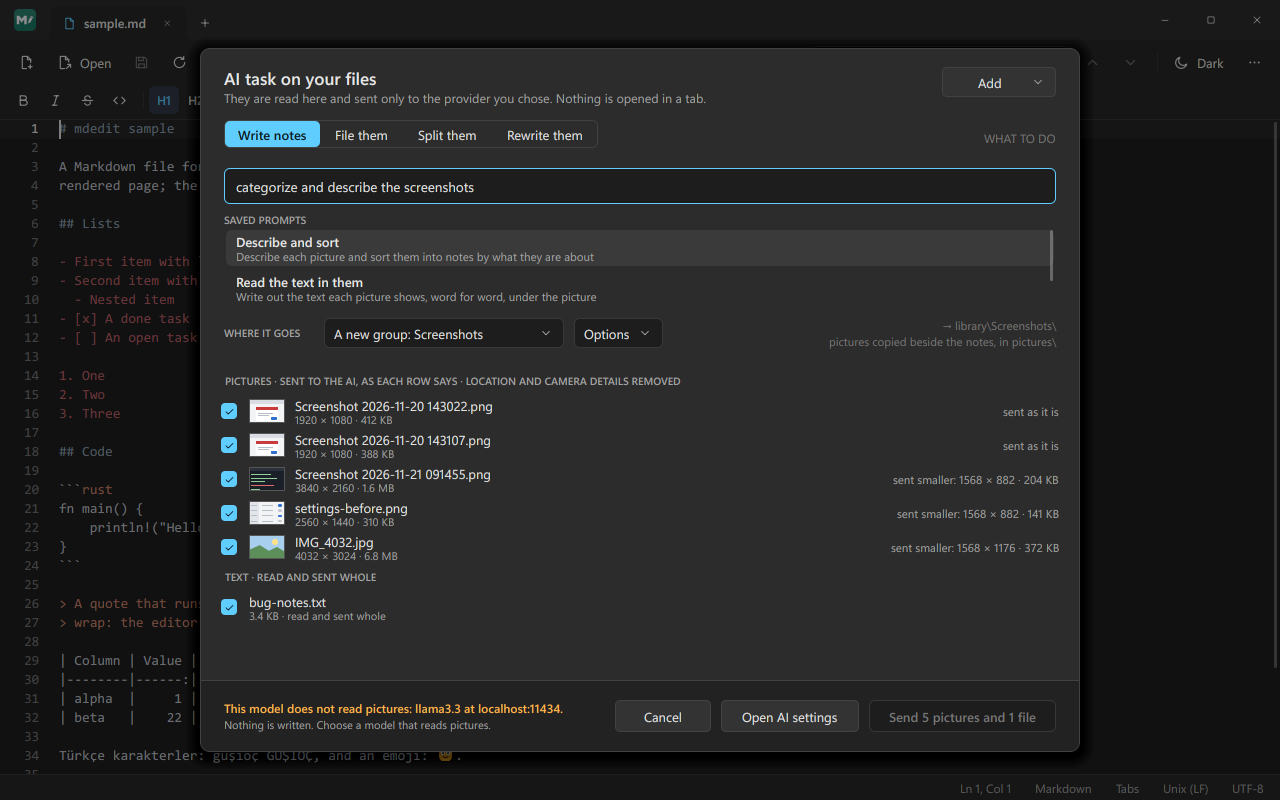 sample.md
Open
Dark
B I S <> H1
AI task on your files
They are read here and sent only to the provider you chose. Nothing is opened in a tab.
Add
Write notes File them Split them Rewrite them
WHAT TO DO
categorize and describe the screenshots
SAVED PROMPTS
Describe and sort
Describe each picture and sort them into notes by what they are about
Read the text in them
Write out the text each picture shows, word for word, under the picture
WHERE IT GOES
A new group: Screenshots
Options
→ library\Screenshots\
pictures copied beside the notes, in pictures\
PICTURES · SENT TO THE AI, AS EACH ROW SAYS · LOCATION AND CAMERA DETAILS REMOVED
Screenshot 2026-11-20 143022.png
1920 × 1080 · 412 KB
sent as it is
Screenshot 2026-11-20 143107.png
1920 × 1080 · 388 KB
sent as it is
Screenshot 2026-11-21 091455.png
3840 × 2160 · 1.6 MB
sent smaller: 1568 × 882 · 204 KB
settings-before.png
2560 × 1440 · 310 KB
sent smaller: 1568 × 882 · 141 KB
IMG_4032.jpg
4032 × 3024 · 6.8 MB
sent smaller: 1568 × 1176 · 372 KB
TEXT · READ AND SENT WHOLE
bug-notes.txt
3.4 KB · read and sent whole
This model does not read pictures: llama3.3 at localhost:11434.
Nothing is written. Choose a model that reads pictures.
Cancel
Open AI settings
Send 5 pictures and 1 file
1 # mdedit sample
2
3 A Markdown file for
4 rendered page; the
5
6 ## Lists
7
8 - First item with
9 - Second item with
10 - Nested item
11 - [x] A done task
12 - [ ] An open task
13
14 1. One
15 2. Two
16 3. Three
17
18 ## Code
19
20 ```rust
21 fn main() {
22 println!("Hello
23 }
24 ```
25
26 > A quote that runs
27 > wrap: the editor
28
29 | Column | Value |
30 |--------|------:|
31 | alpha | 1 |
32 | beta | 22 |
33
34 Türkçe karakterler: ğüşıöç ĞÜŞİÖÇ, and an emoji: 🙂.
35
Ln 1, Col 1 Markdown Tabs Unix (LF) UTF-8